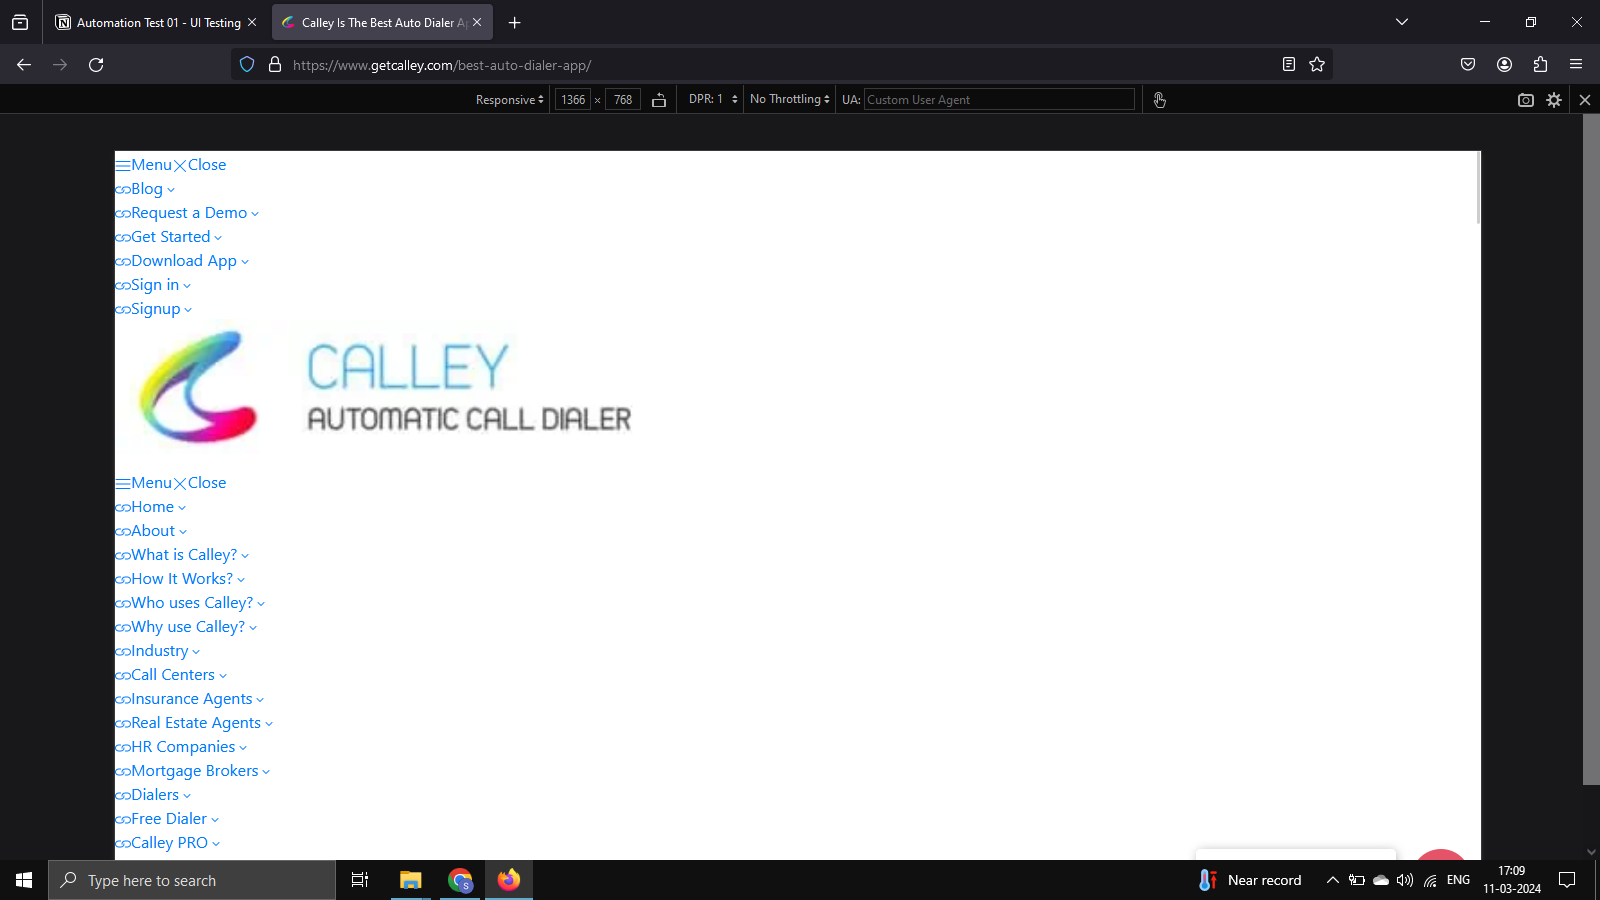 Automation Test 01 - UI Testing
Calley Is The Best Auto Dialer Ap
https://www.getcalley.com/best-auto-dialer-app/
Responsive 1366 × 768 DPR: 1 No Throttling UA: Custom User Agent
Menu Close
Blog
Request a Demo
Get Started
Download App
Sign in
Signup
CALLEY
AUTOMATIC CALL DIALER
Menu Close
Home
About
What is Calley?
How It Works?
Who uses Calley?
Why use Calley?
Industry
Call Centers
Insurance Agents
Real Estate Agents
HR Companies
Mortgage Brokers
Dialers
Free Dialer
Calley PRO
Type here to search
Near record
ENG
17:09
11-03-2024